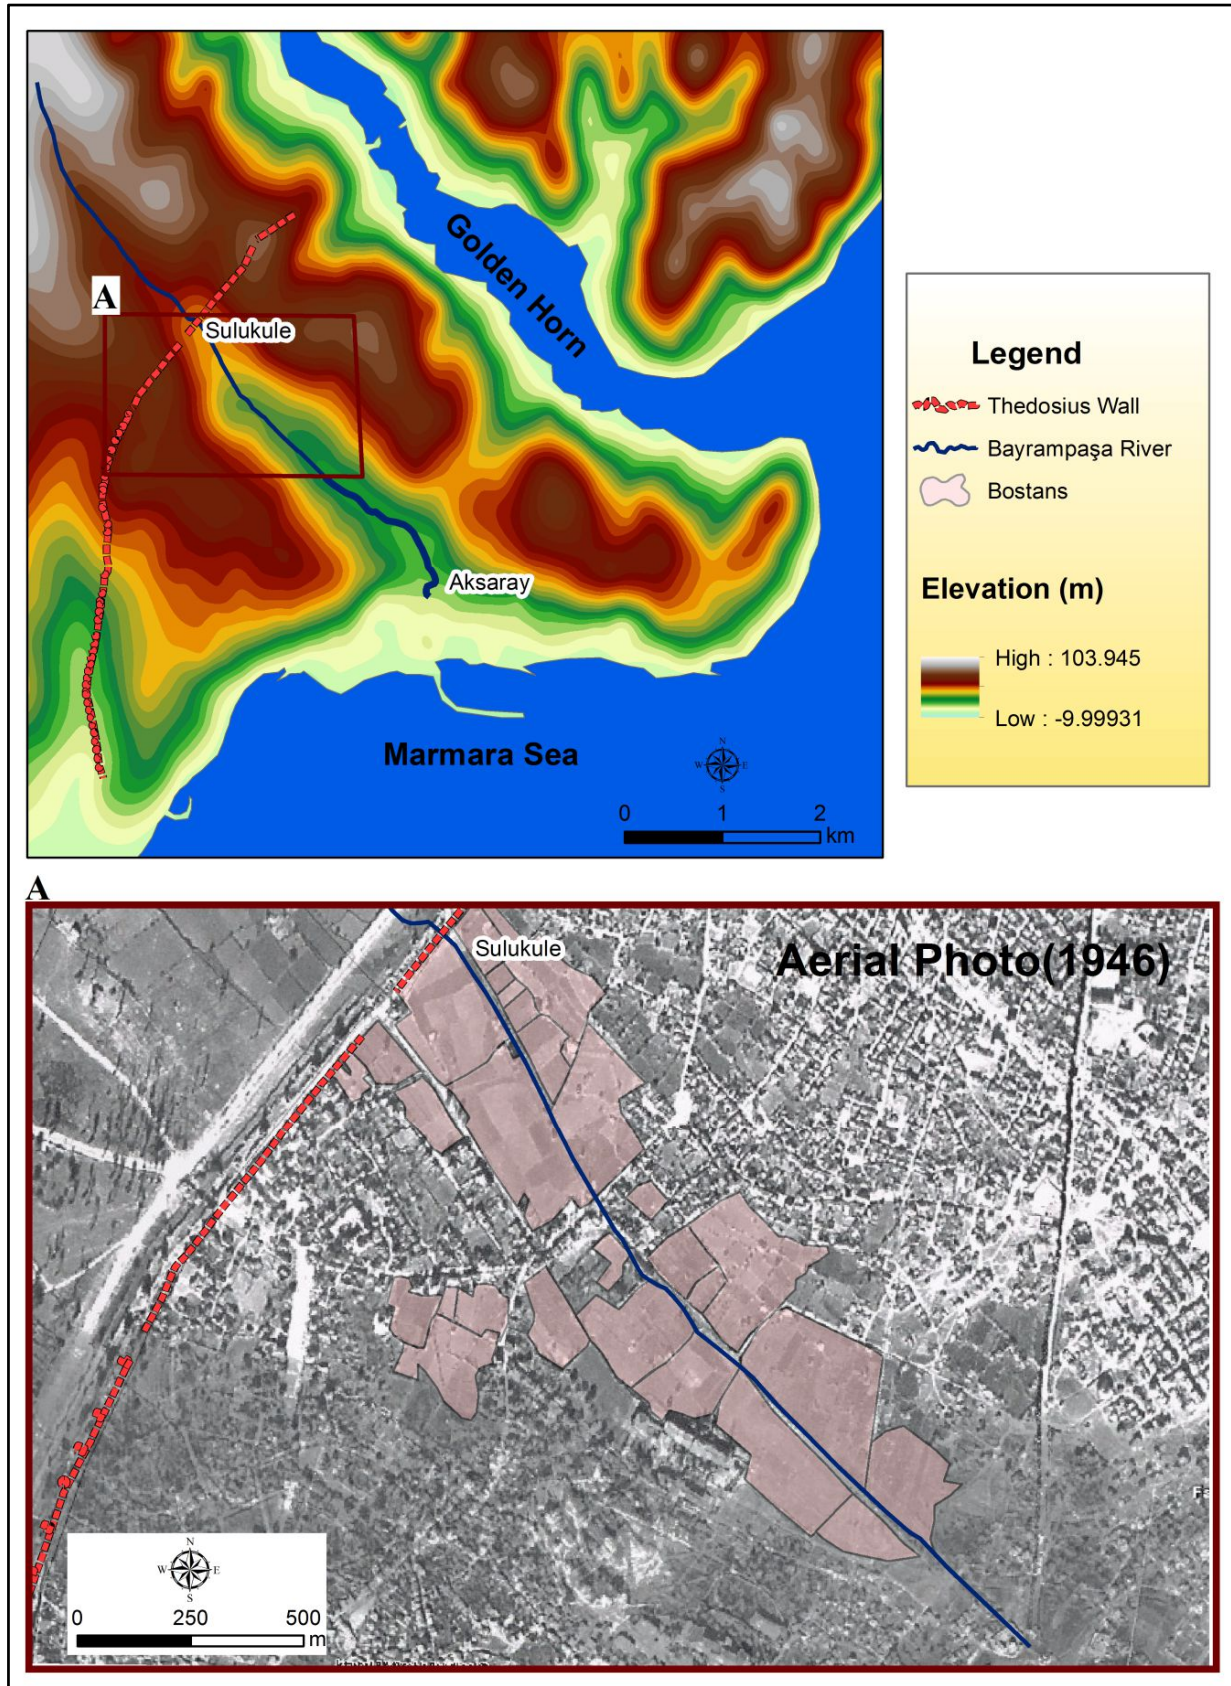 A
Sulukule
Golden Horn
Aksaray
Marmara Sea
N
W E
S
0 1 2
km
Legend
Thedosius Wall
Bayrampaşa River
Bostans
Elevation (m)
High : 103.945
Low : -9.99931
A
Sulukule
Aerial Photo(1946)
N
W E
S
0 250 500
m